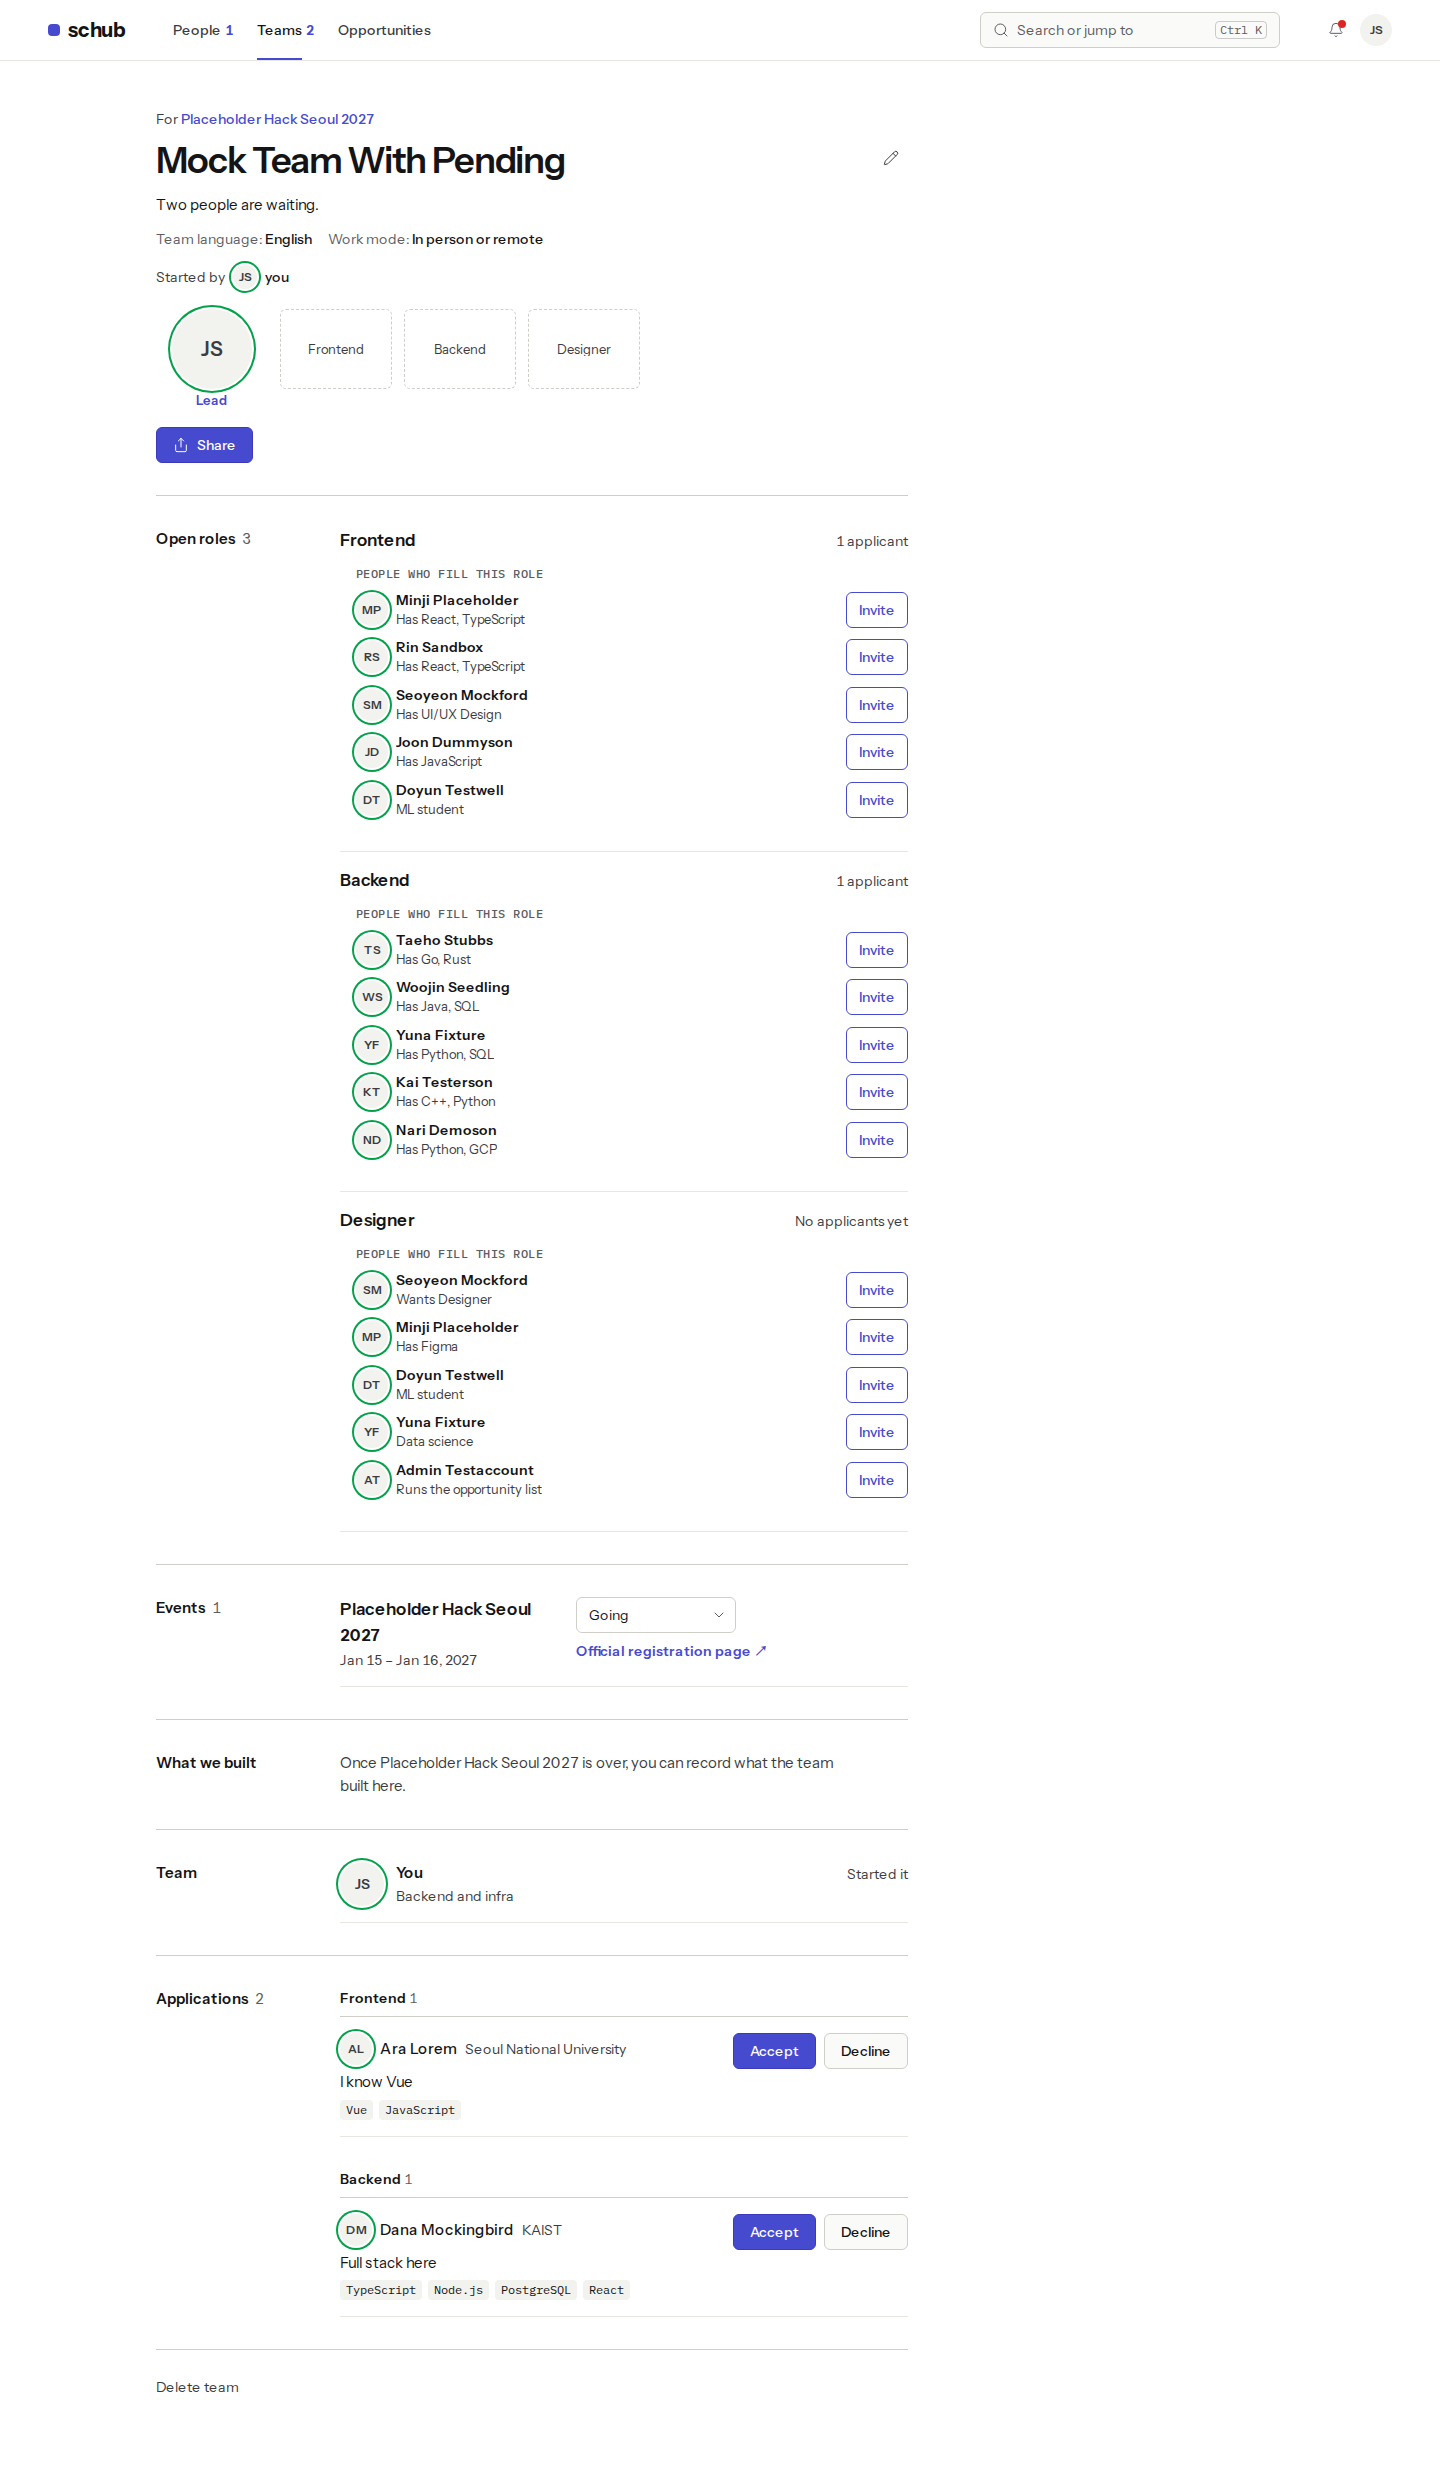 schub
People 1
Teams 2
Opportunities
Search or jump to
Ctrl K
JS
For Placeholder Hack Seoul 2027
Mock Team With Pending
Two people are waiting.
Team language: English Work mode: In person or remote
Started by JS you
JS
Lead
Frontend
Backend
Designer
Share
Open roles 3
Frontend
1 applicant
PEOPLE WHO FILL THIS ROLE
MP
Minji Placeholder
Has React, TypeScript
Invite
RS
Rin Sandbox
Has React, TypeScript
Invite
SM
Seoyeon Mockford
Has UI/UX Design
Invite
JD
Joon Dummyson
Has JavaScript
Invite
DT
Doyun Testwell
ML student
Invite
Backend
1 applicant
PEOPLE WHO FILL THIS ROLE
TS
Taeho Stubbs
Has Go, Rust
Invite
WS
Woojin Seedling
Has Java, SQL
Invite
YF
Yuna Fixture
Has Python, SQL
Invite
KT
Kai Testerson
Has C++, Python
Invite
ND
Nari Demoson
Has Python, GCP
Invite
Designer
No applicants yet
PEOPLE WHO FILL THIS ROLE
SM
Seoyeon Mockford
Wants Designer
Invite
MP
Minji Placeholder
Has Figma
Invite
DT
Doyun Testwell
ML student
Invite
YF
Yuna Fixture
Data science
Invite
AT
Admin Testaccount
Runs the opportunity list
Invite
Events 1
Placeholder Hack Seoul
2027
Jan 15 – Jan 16, 2027
Going
Official registration page ↗
What we built
Once Placeholder Hack Seoul 2027 is over, you can record what the team
built here.
Team
JS
You
Backend and infra
Started it
Applications 2
Frontend 1
AL
Ara Lorem Seoul National University
Accept
Decline
I know Vue
Vue
JavaScript
Backend 1
DM
Dana Mockingbird KAIST
Accept
Decline
Full stack here
TypeScript
Node.js
PostgreSQL
React
Delete team